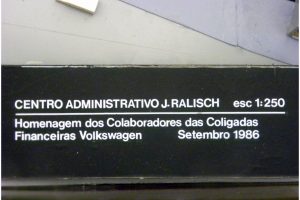 CENTRO ADMINISTRATIVO J. RALISCH esc 1:250
Homenagem dos Colaboradores das Coligadas
Financeiras Volkswagen Setembro 1986